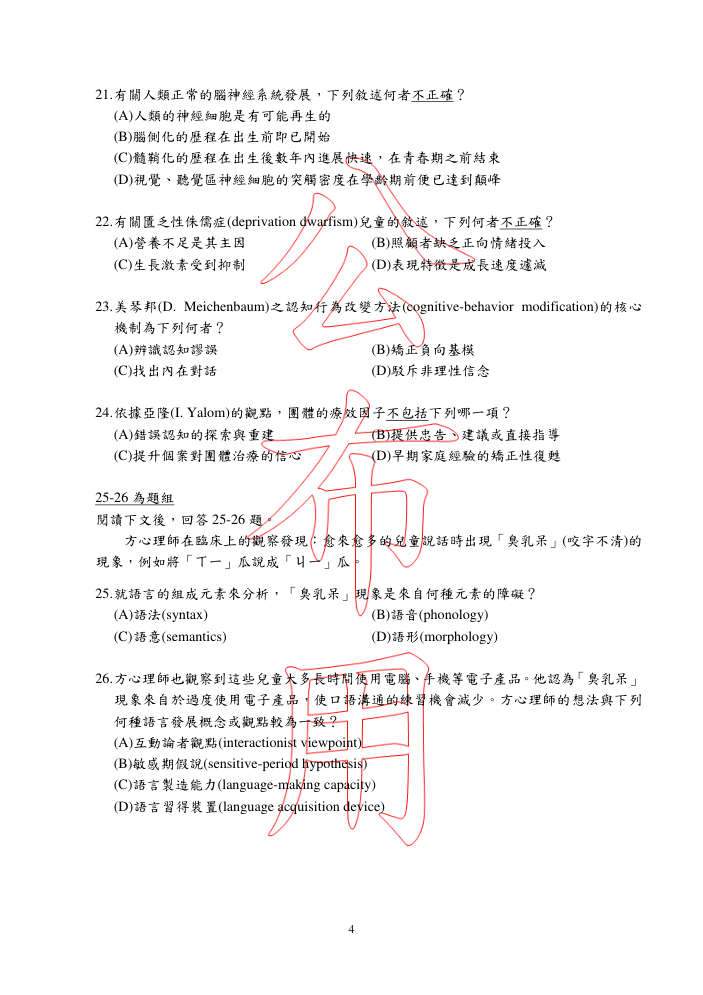 21.有關人類正常的腦神經系統發展，下列敘述何者不正確？
(A)人類的神經細胞是有可能再生的
(B)腦側化的歷程在出生前即已開始
(C)髓鞘化的歷程在出生後數年內進展快速，在青春期之前結束
(D)視覺、聽覺區神經細胞的突觸密度在學齡期前便已達到顛峰
22.有關匱乏性侏儒症(deprivation dwarfism)兒童的敘述，下列何者不正確？
(A)營養不足是其主因 (B)照顧者缺乏正向情緒投入
(C)生長激素受到抑制 (D)表現特徵是成長速度遽減
23.美琴邦(D. Meichenbaum)之認知行為改變方法(cognitive-behavior modification)的核心
機制為下列何者？
(A)辨識認知謬誤 (B)矯正負向基模
(C)找出內在對話 (D)駁斥非理性信念
24.依據亞隆(I. Yalom)的觀點，團體的療效因子不包括下列哪一項？
(A)錯誤認知的探索與重建 (B)提供忠告、建議或直接指導
(C)提升個案對團體治療的信心 (D)早期家庭經驗的矯正性復甦
25-26 為題組
閱讀下文後，回答 25-26 題。
方心理師在臨床上的觀察發現：愈來愈多的兒童說話時出現「臭乳呆」(咬字不清)的
現象，例如將「ㄒㄧ」瓜說成「ㄐㄧ」瓜。
25.就語言的組成元素來分析，「臭乳呆」現象是來自何種元素的障礙？
(A)語法(syntax) (B)語音(phonology)
(C)語意(semantics) (D)語形(morphology)
26.方心理師也觀察到這些兒童大多長時間使用電腦、手機等電子產品。他認為「臭乳呆」
現象來自於過度使用電子產品，使口語溝通的練習機會減少。方心理師的想法與下列
何種語言發展概念或觀點較為一致？
(A)互動論者觀點(interactionist viewpoint)
(B)敏感期假說(sensitive-period hypothesis)
(C)語言製造能力(language-making capacity)
(D)語言習得裝置(language acquisition device)
公布用
4